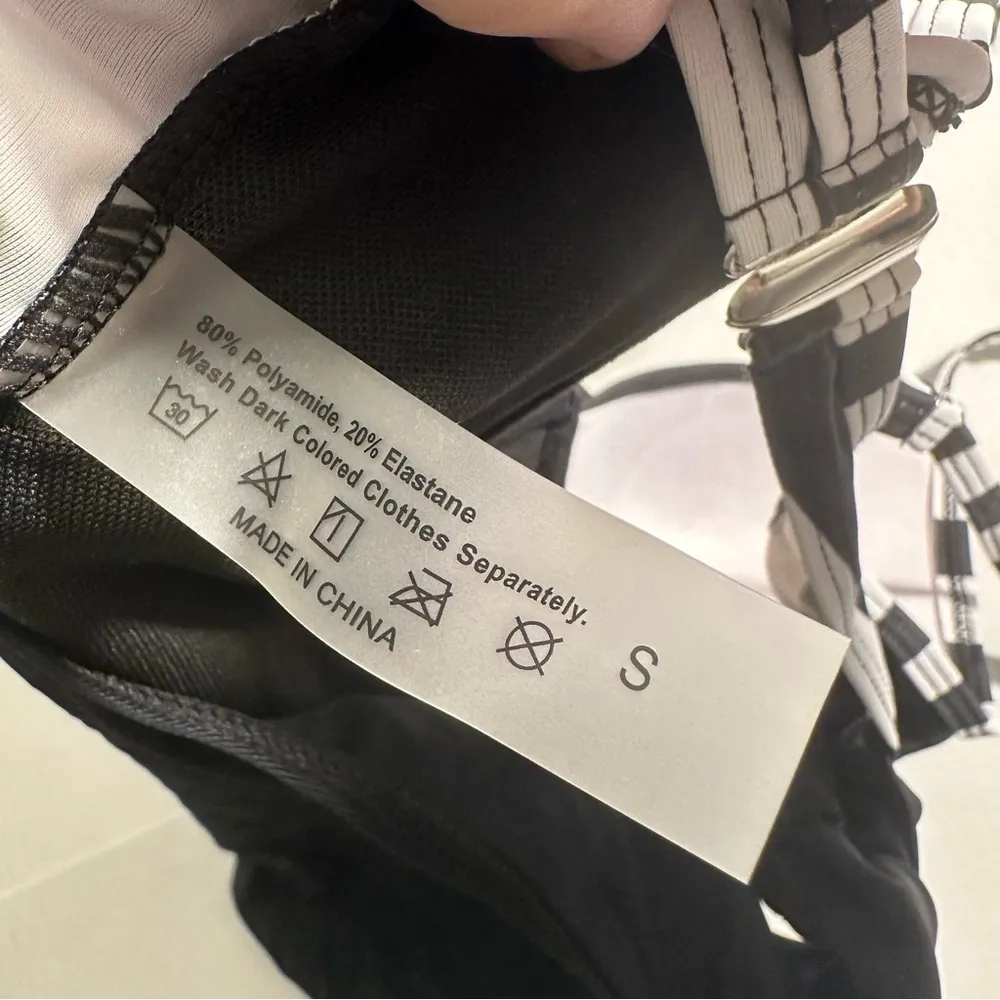 80% Polyamide, 20% Elastane
Wash Dark Colored Clothes Separately.
30
MADE IN CHINA
S